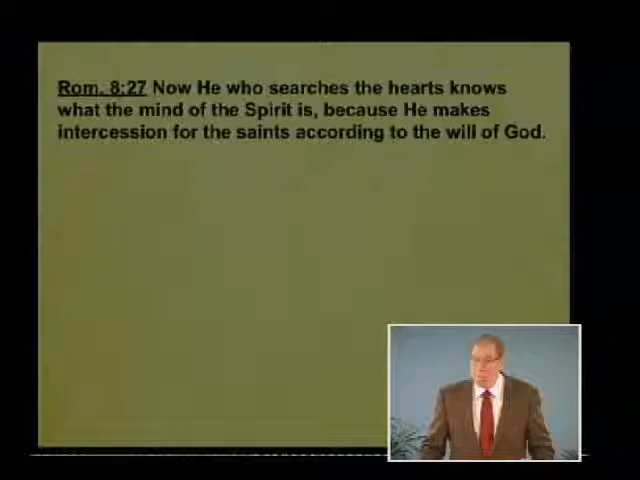 Rom. 8:27 Now He who searches the hearts knows
what the mind of the Spirit is, because He makes
intercession for the saints according to the will of God.